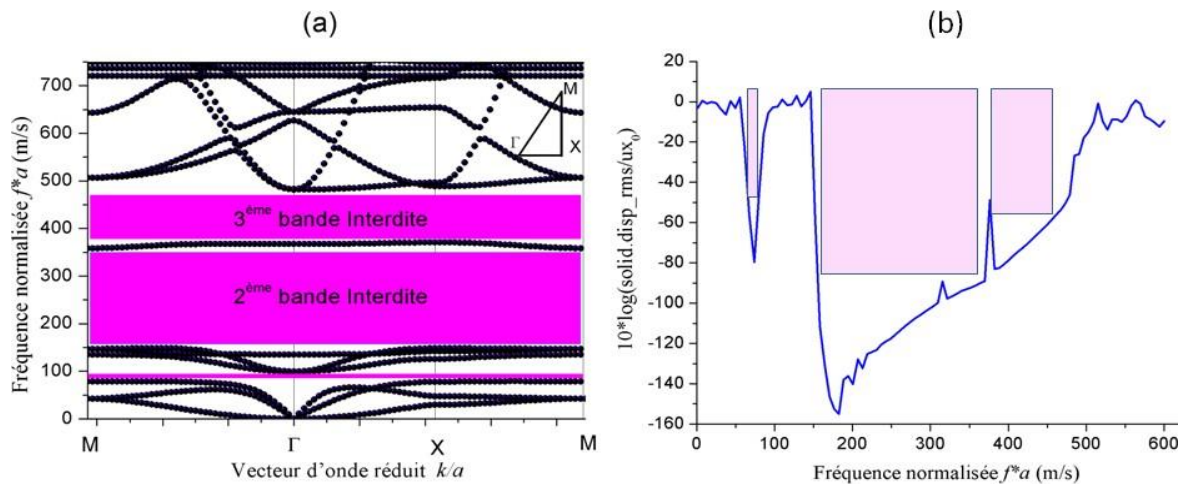 (a)
Fréquence normalisée f*a (m/s)
700
600
500
400
300
200
100
0
M
Γ
X
3ème bande Interdite
2ème bande Interdite
M
Γ
X
M
Vecteur d'onde réduit k/a
(b)
10*log(solid.disp_rms/ux0)
20
0
-20
-40
-60
-80
-100
-120
-140
-160
0
100
200
300
400
500
600
Fréquence normalisée f*a (m/s)